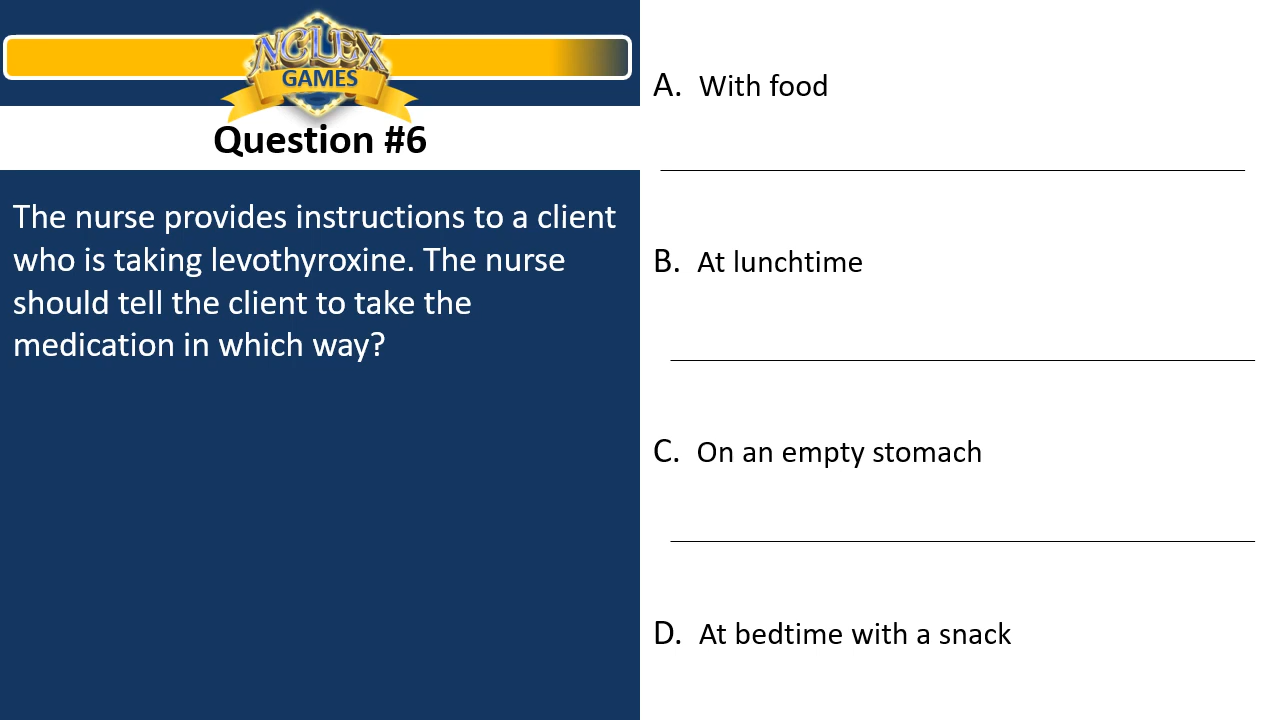 NCLEX
GAMES
Question #6
The nurse provides instructions to a client
who is taking levothyroxine. The nurse
should tell the client to take the
medication in which way?
A. With food
B. At lunchtime
C. On an empty stomach
D. At bedtime with a snack